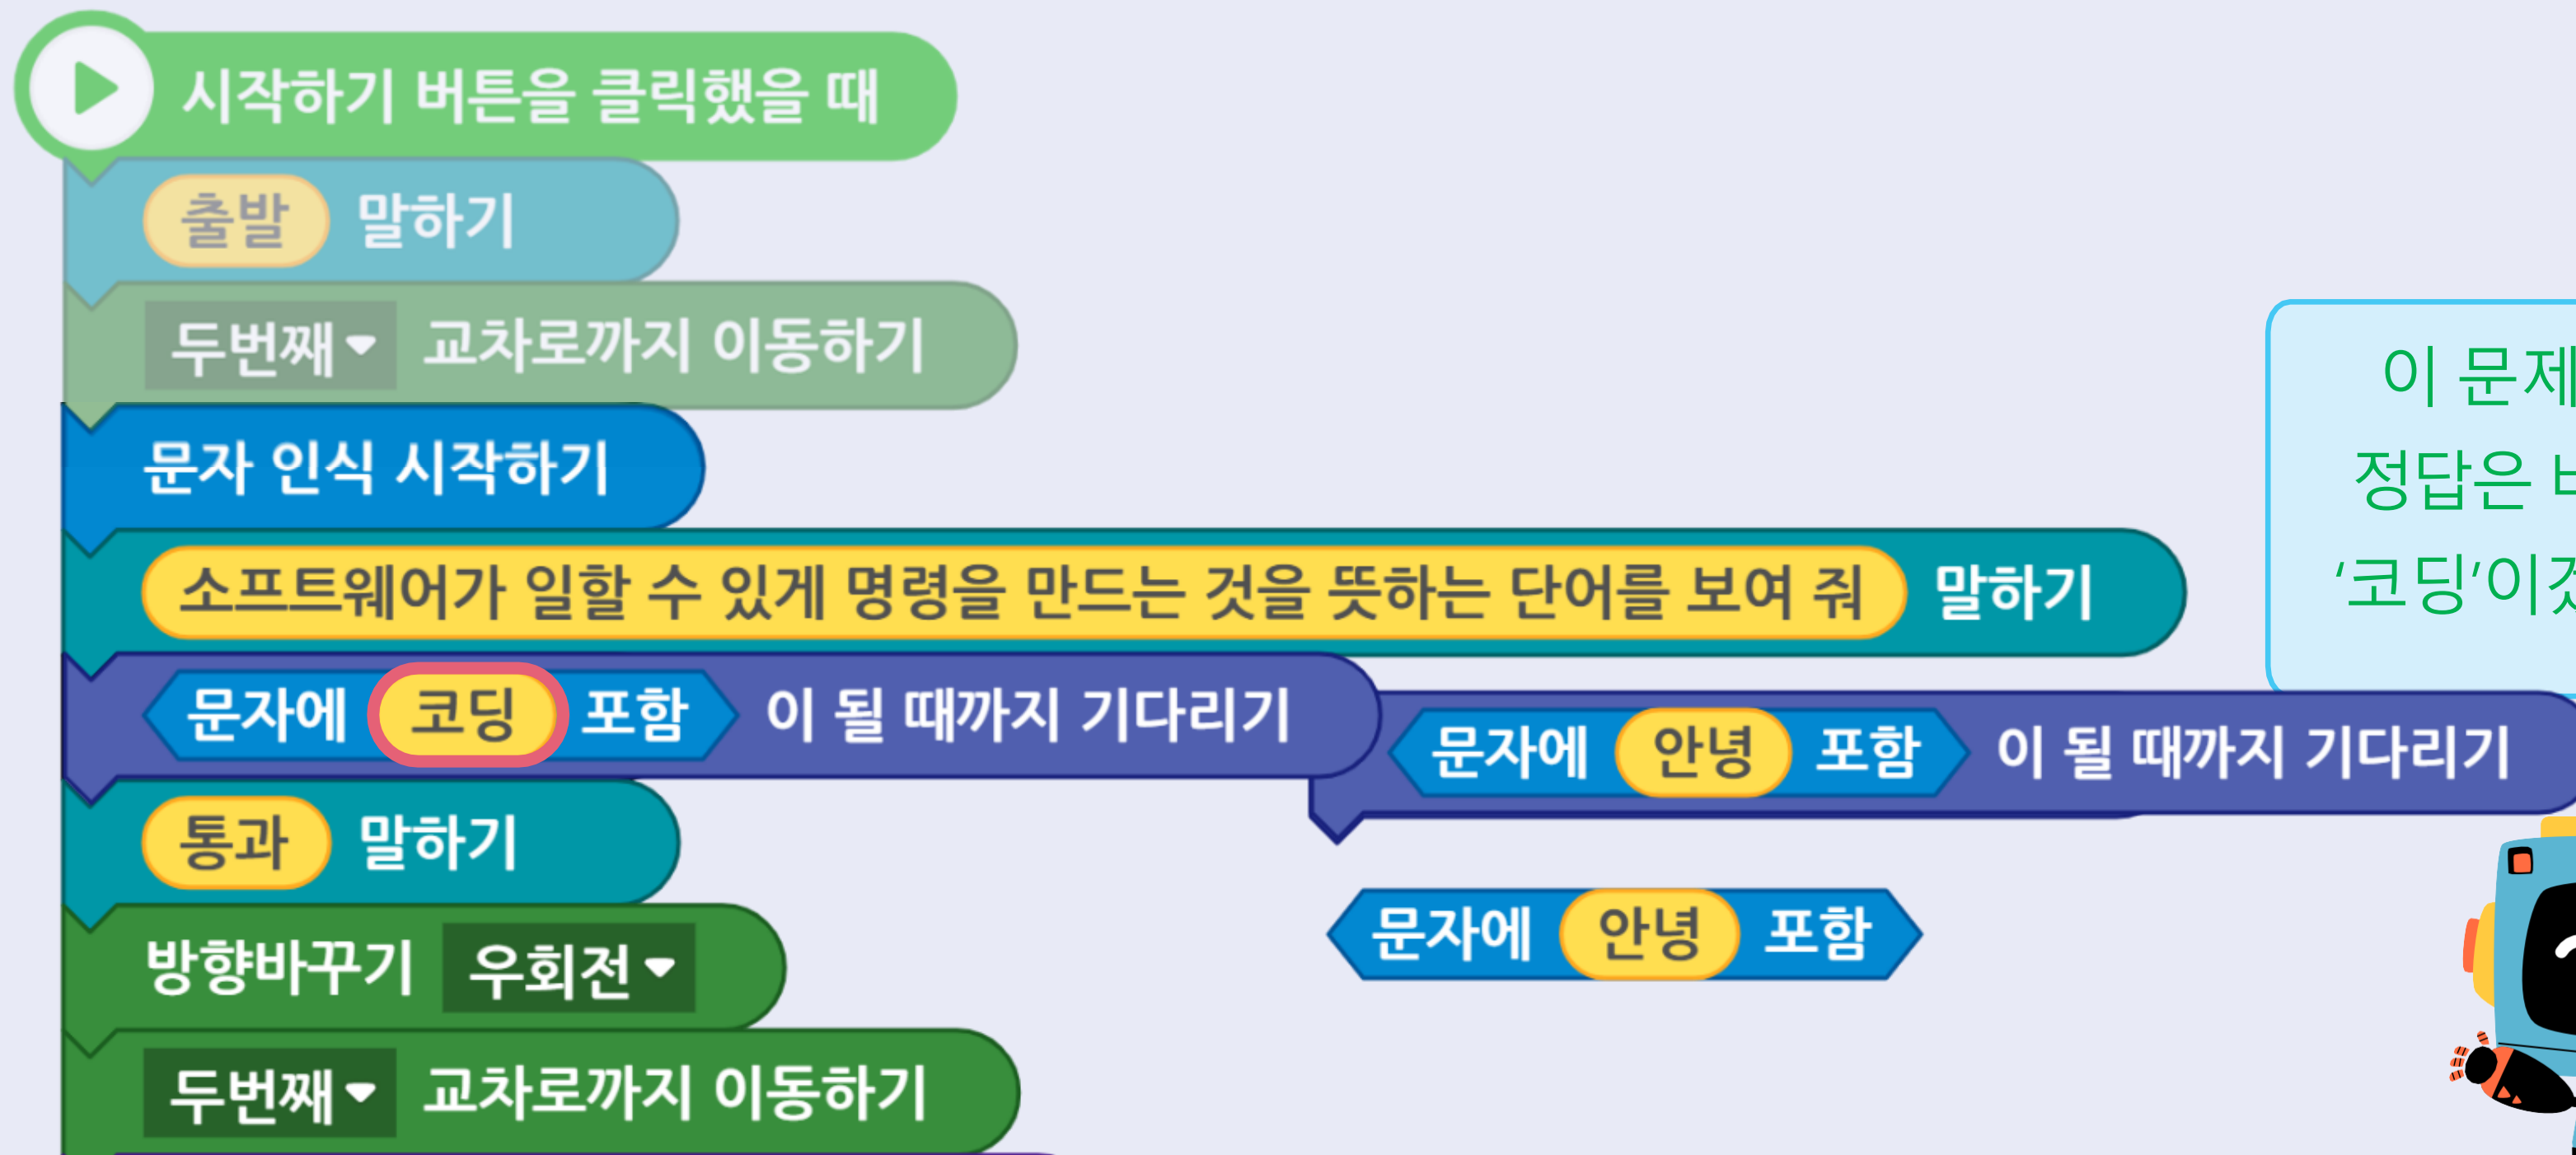 시작하기 버튼을 클릭했을 때
출발 말하기
두번째 교차로까지 이동하기
문자 인식 시작하기
소프트웨어가 일할 수 있게 명령을 만드는 것을 뜻하는 단어를 보여 줘 말하기
문자에 코딩 포함 이 될 때까지 기다리기
통과 말하기
방향바꾸기 우회전
두번째 교차로까지 이동하기
문자에 안녕 포함 이 될 때까지 기다리기
문자에 안녕 포함
이 문제
정답은
‘코딩’이